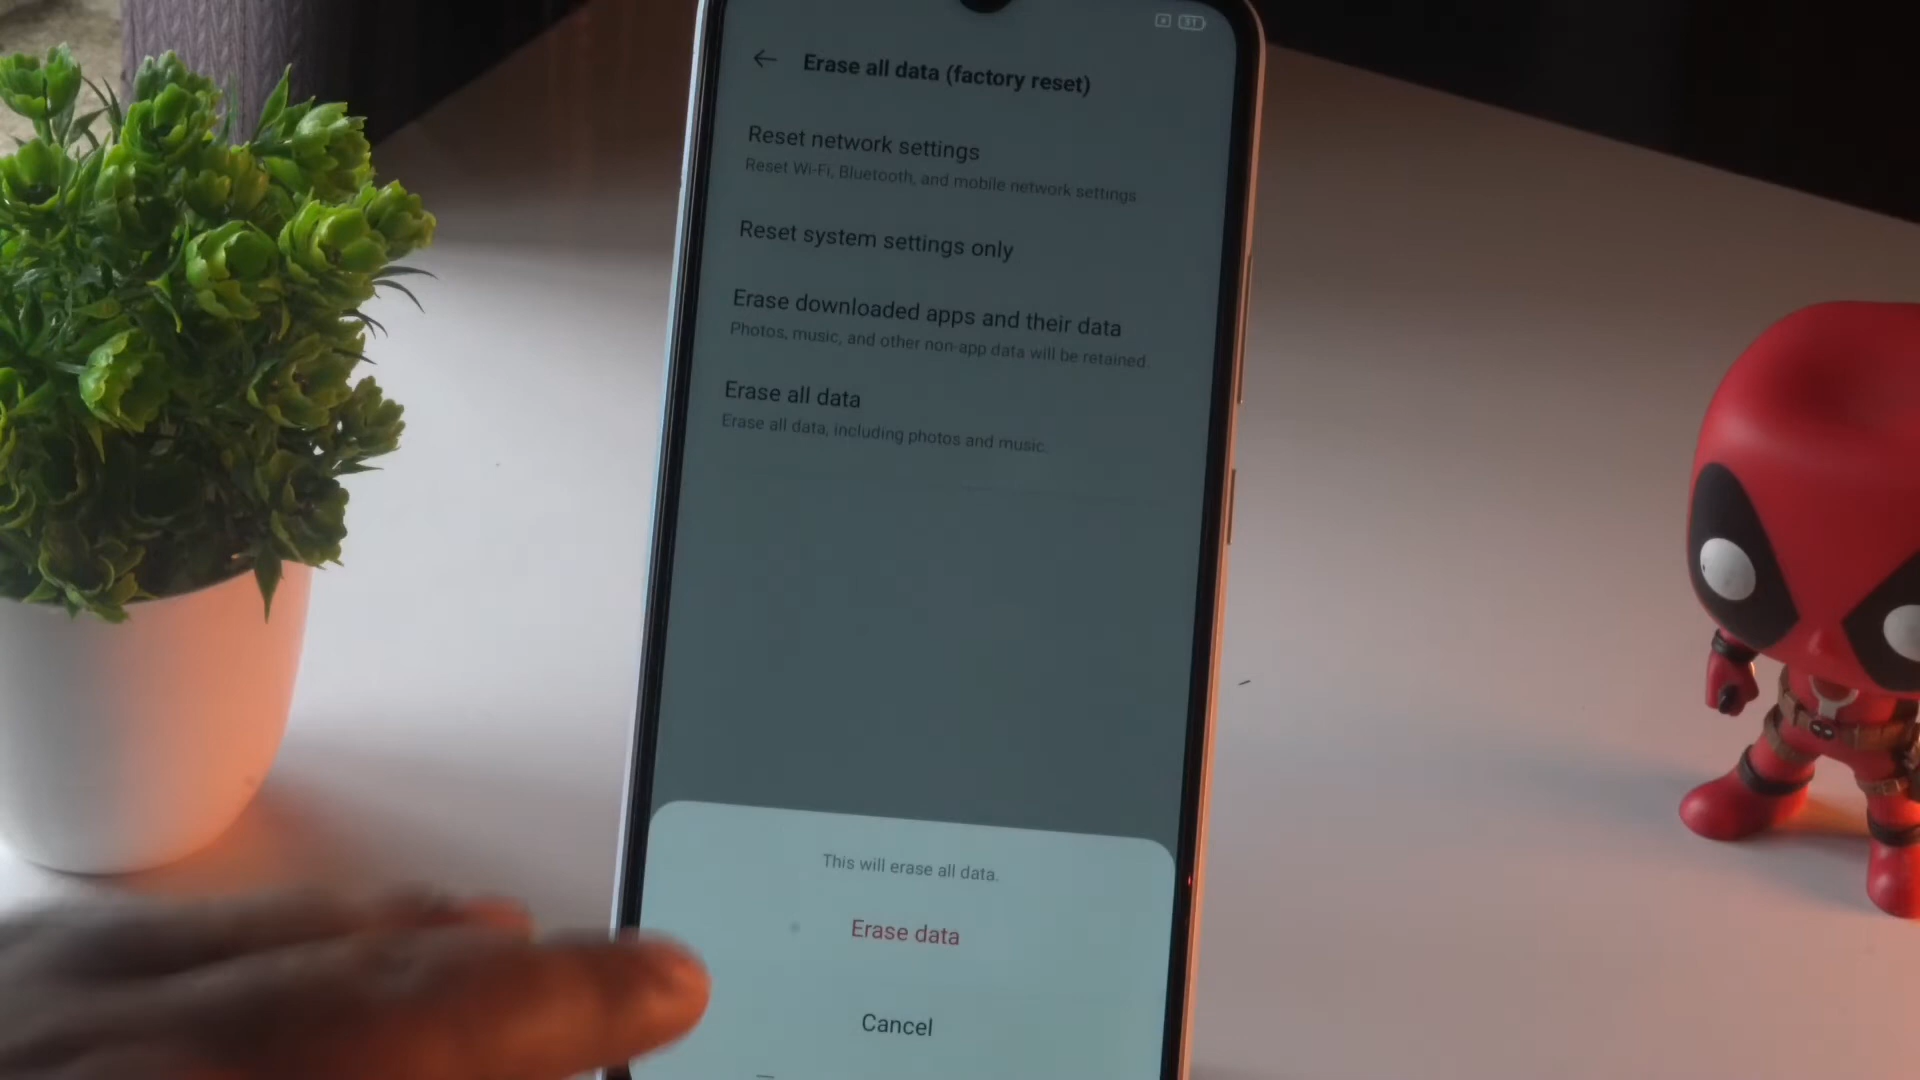 31
Erase all data (factory reset)
Reset network settings
Reset Wi-Fi, Bluetooth, and mobile network settings
Reset system settings only
Erase downloaded apps and their data
Photos, music, and other non-app data will be retained.
Erase all data
Erase all data, including photos and music.
This will erase all data.
Erase data
Cancel